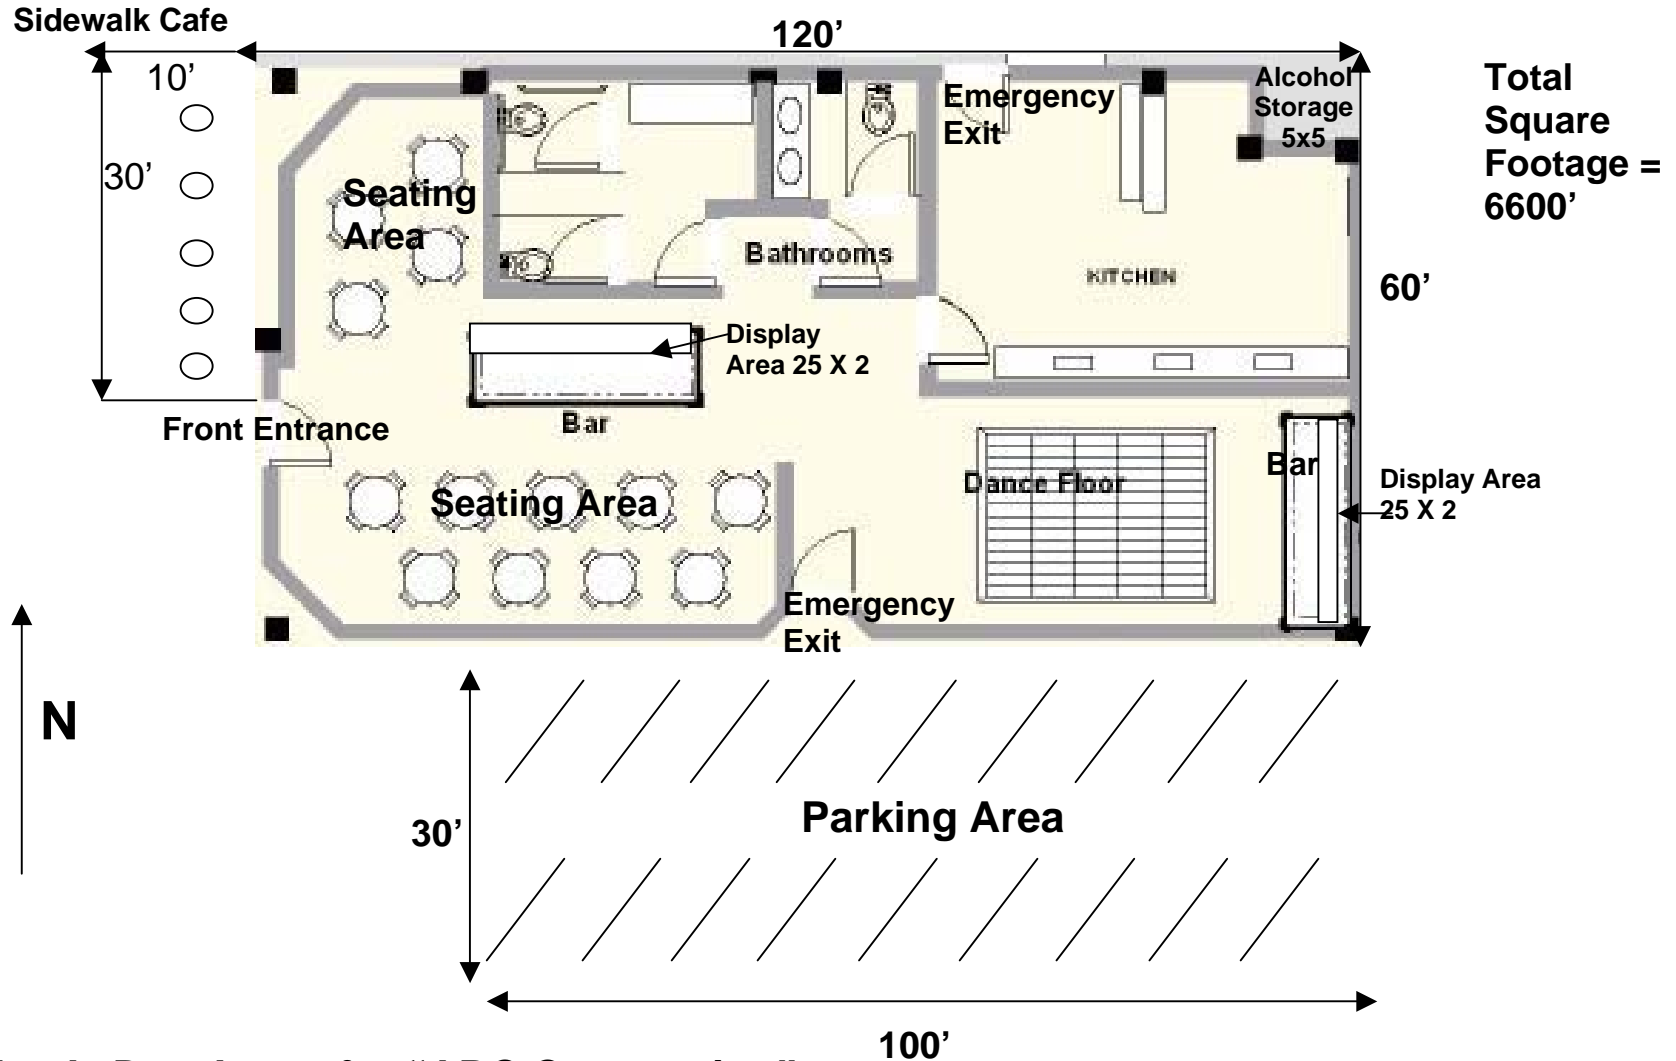 Sidewalk Cafe
120’
10’
30’
Emergency
Exit
Alcohol
Storage
5x5
Total
Square
Footage =
6600’
Seating
Area
Bathrooms
KITCHEN
60’
Display
Area 25 X 2
Front Entrance
Bar
Seating Area
Dance Floor
Bar
Display Area
25 X 2
Emergency
Exit
N
30’
Parking Area
100’